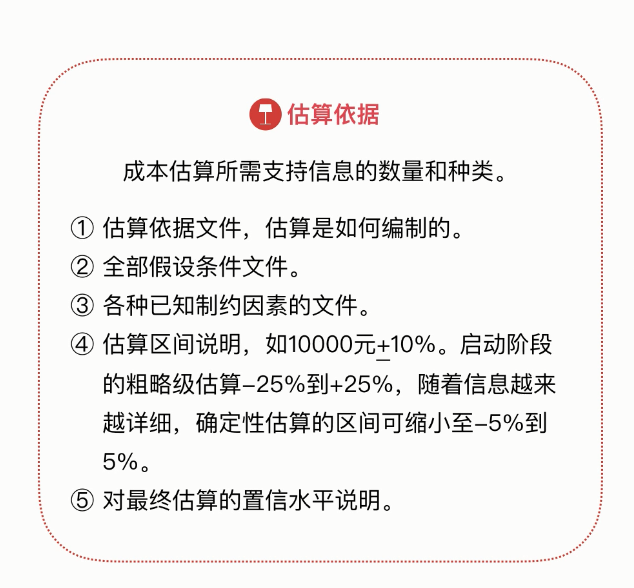 估算依据
成本估算所需支持信息的数量和种类。
① 估算依据文件，估算是如何编制的。
② 全部假设条件文件。
③ 各种已知制约因素的文件。
④ 估算区间说明，如10000元±10%。启动阶段
的粗略级估算−25%到+25%，随着信息越来
越详细，确定性估算的区间可缩小至−5%到
5%。
⑤ 对最终估算的置信水平说明。